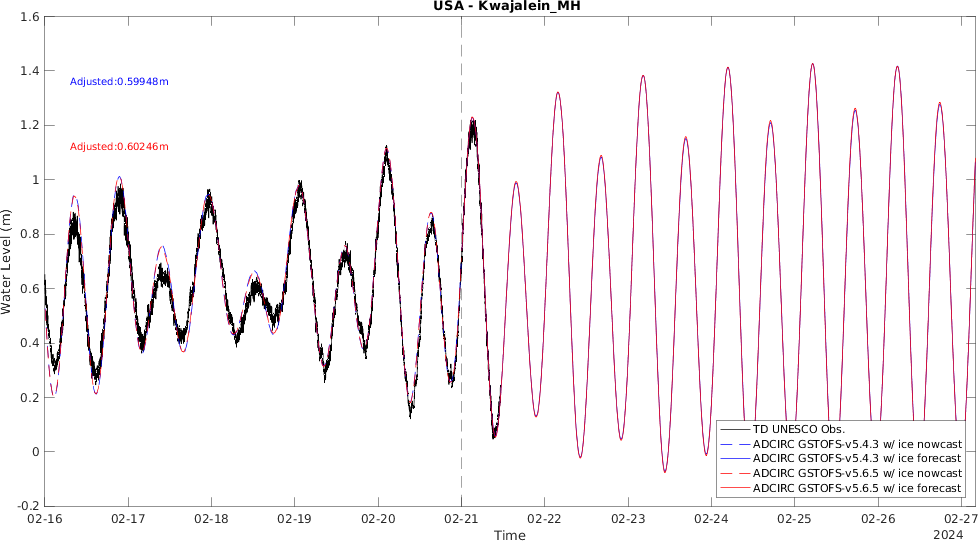 USA - Kwajalein_MH
1.6
1.4
1.2
1
0.8
0.6
0.4
0.2
0
-0.2
Water Level (m)
Adjusted:0.59948m
Adjusted:0.60246m
TD UNESCO Obs.
ADCIRC GSTOFS-v5.4.3 w/ ice nowcast
ADCIRC GSTOFS-v5.4.3 w/ ice forecast
ADCIRC GSTOFS-v5.6.5 w/ ice nowcast
ADCIRC GSTOFS-v5.6.5 w/ ice forecast
02-16 02-17 02-18 02-19 02-20 02-21 02-22 02-23 02-24 02-25 02-26 02-27
Time 2024